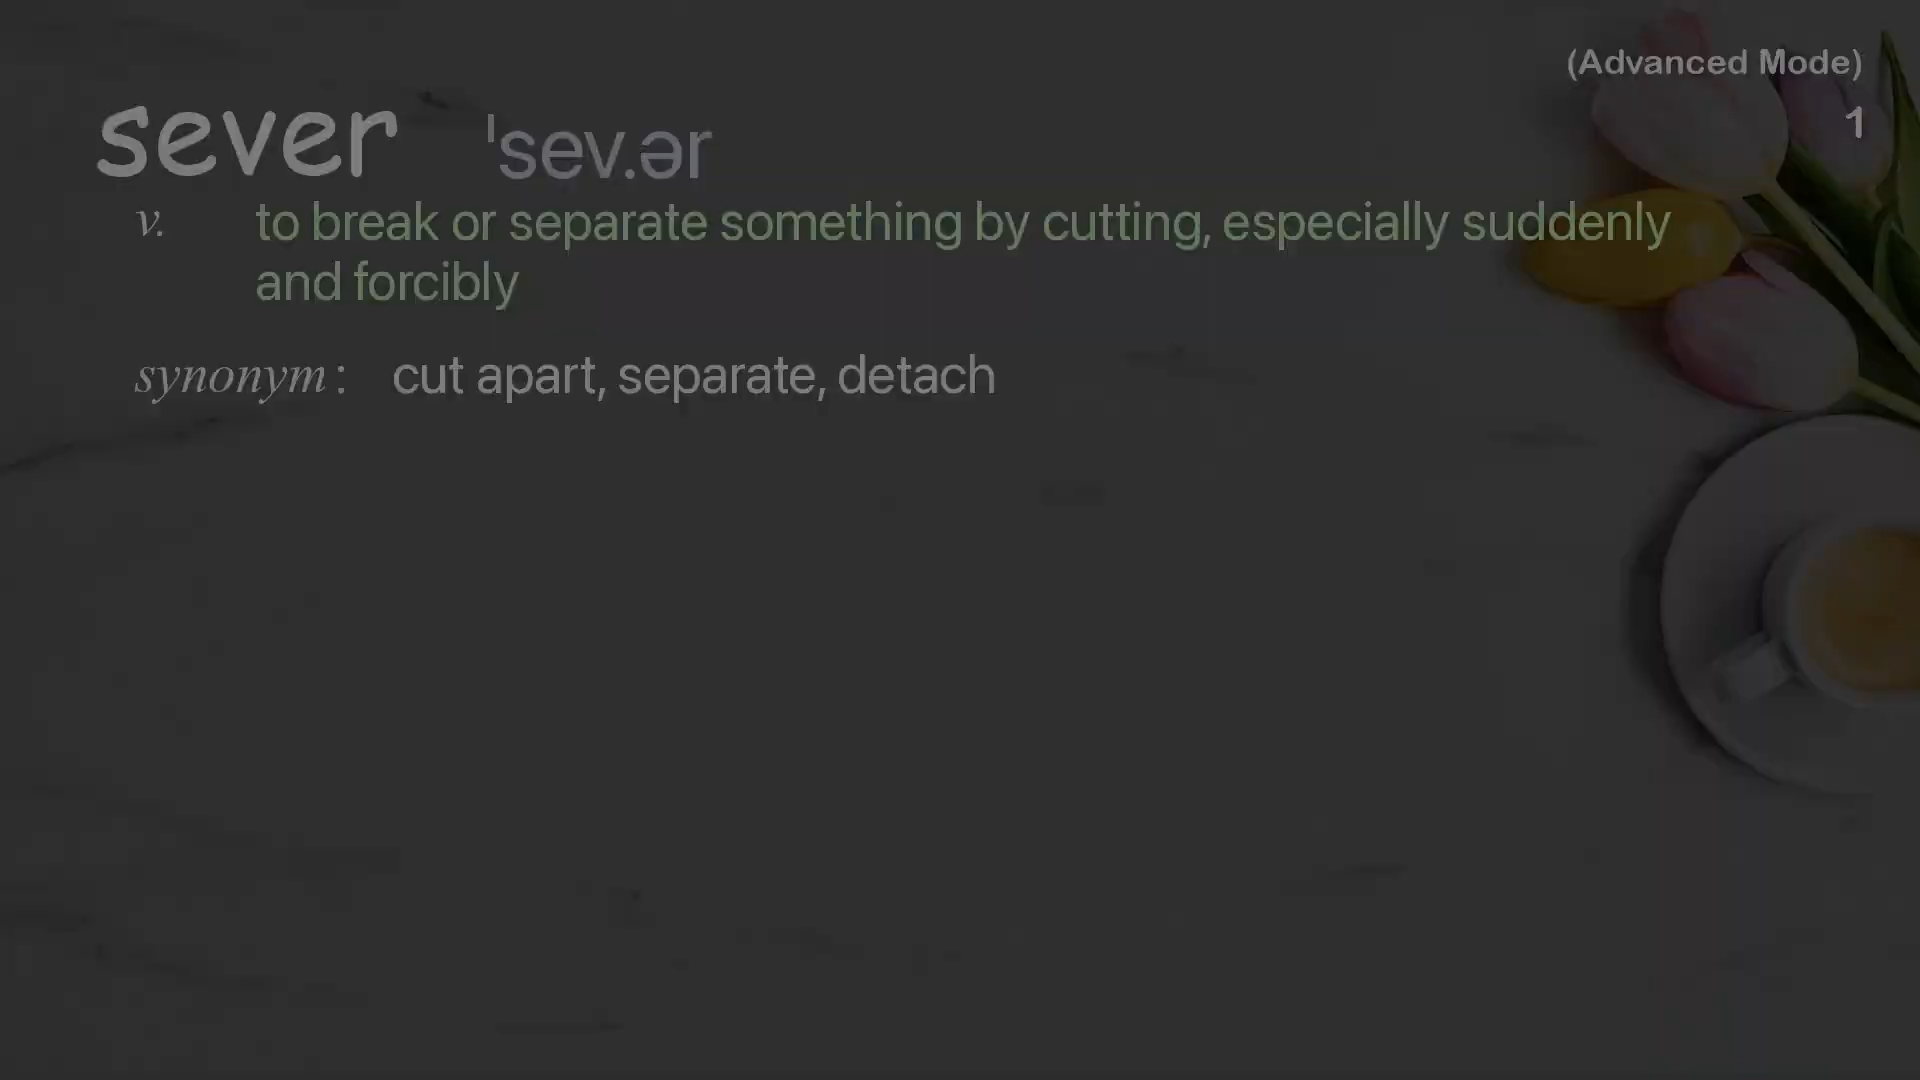 (Advanced Mode)
sever ˈsev.ər
1
v. to break or separate something by cutting, especially suddenly
and forcibly
synonym : cut apart, separate, detach